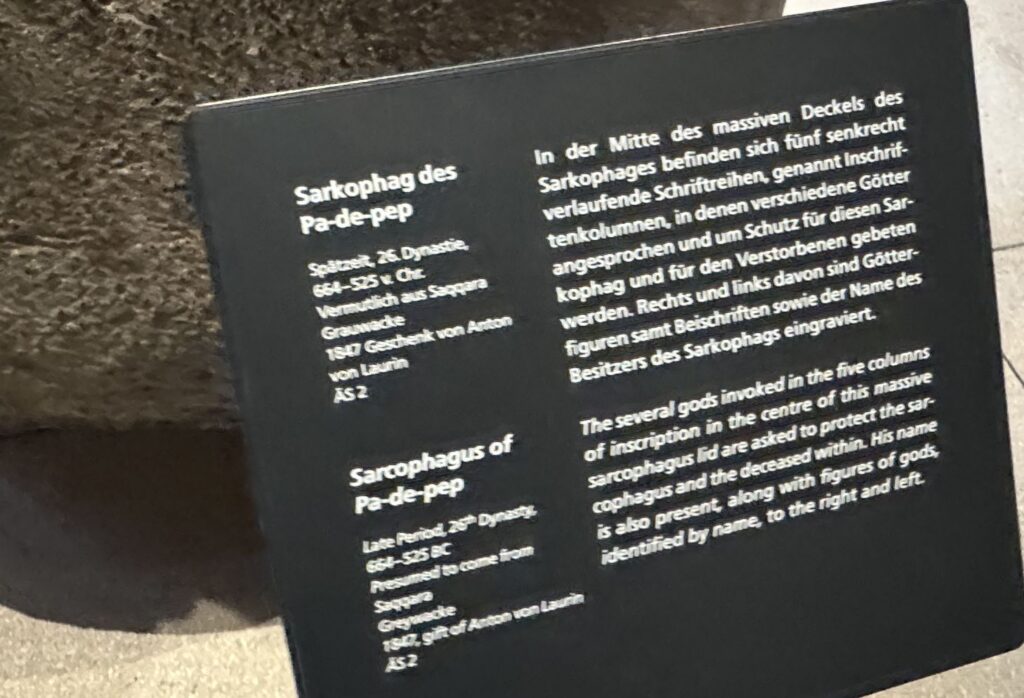 Sarkophag des
Pa-de-pep
Spätzeit, 26. Dynastie,
664–525 v. Chr.
Vermutlich aus Saqqara
Grauwacke
1847 Geschenk von Anton
von Laurin
ÄS 2
In der Mitte des massiven Deckels des
Sarkophages befinden sich fünf senkrecht
verlaufende Schriftreihen, genannt Inschrif-
tenkolumnen, in denen verschiedene Götter
angesprochen und um Schutz für diesen Sar-
kophag und für den Verstorbenen gebeten
werden. Rechts und links davon sind Götter-
figuren samt Beischriften sowie der Name des
Besitzers des Sarkophags eingraviert.
Sarcophagus of
Pa-de-pep
Late Period, 26th Dynasty,
664–525 BC
Presumed to come from
Saqqara
Greywacke
1847, gift of Anton von Laurin
ÄS 2
The several gods invoked in the five columns
of inscription in the centre of this massive
sarcophagus lid are asked to protect the sar-
cophagus and the deceased within. His name
is also present, along with figures of gods,
identified by name, to the right and left.